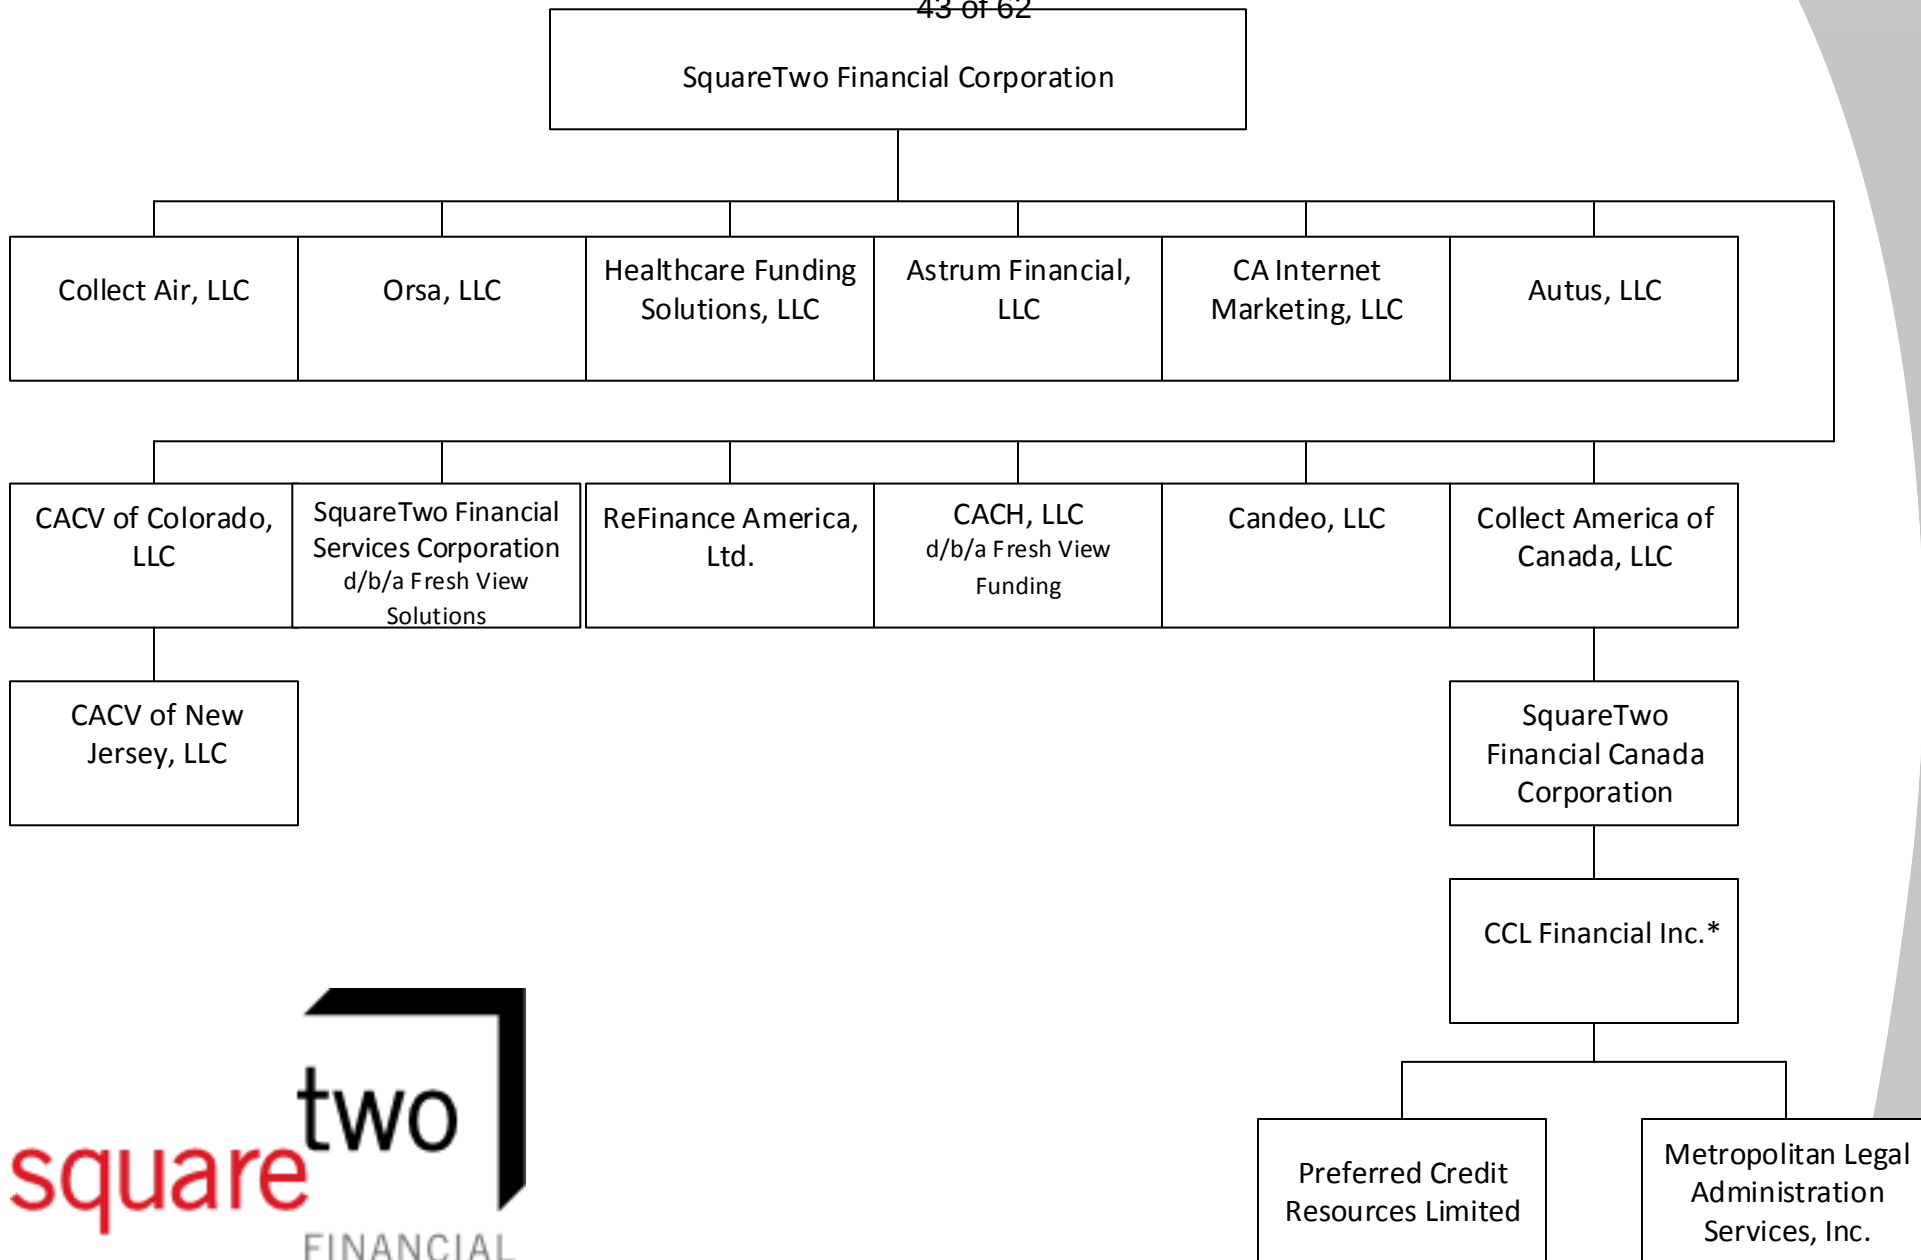 43 of 62
SquareTwo Financial Corporation
Collect Air, LLC
Orsa, LLC
Healthcare Funding
Solutions, LLC
Astrum Financial,
LLC
CA Internet
Marketing, LLC
Autus, LLC
CACV of Colorado,
LLC
SquareTwo Financial
Services Corporation
d/b/a Fresh View
Solutions
ReFinance America,
Ltd.
CACH, LLC
d/b/a Fresh View
Funding
Candeo, LLC
Collect America of
Canada, LLC
CACV of New
Jersey, LLC
SquareTwo
Financial Canada
Corporation
CCL Financial Inc.*
Preferred Credit
Resources Limited
Metropolitan Legal
Administration
Services, Inc.
two
square
FINANCIAL